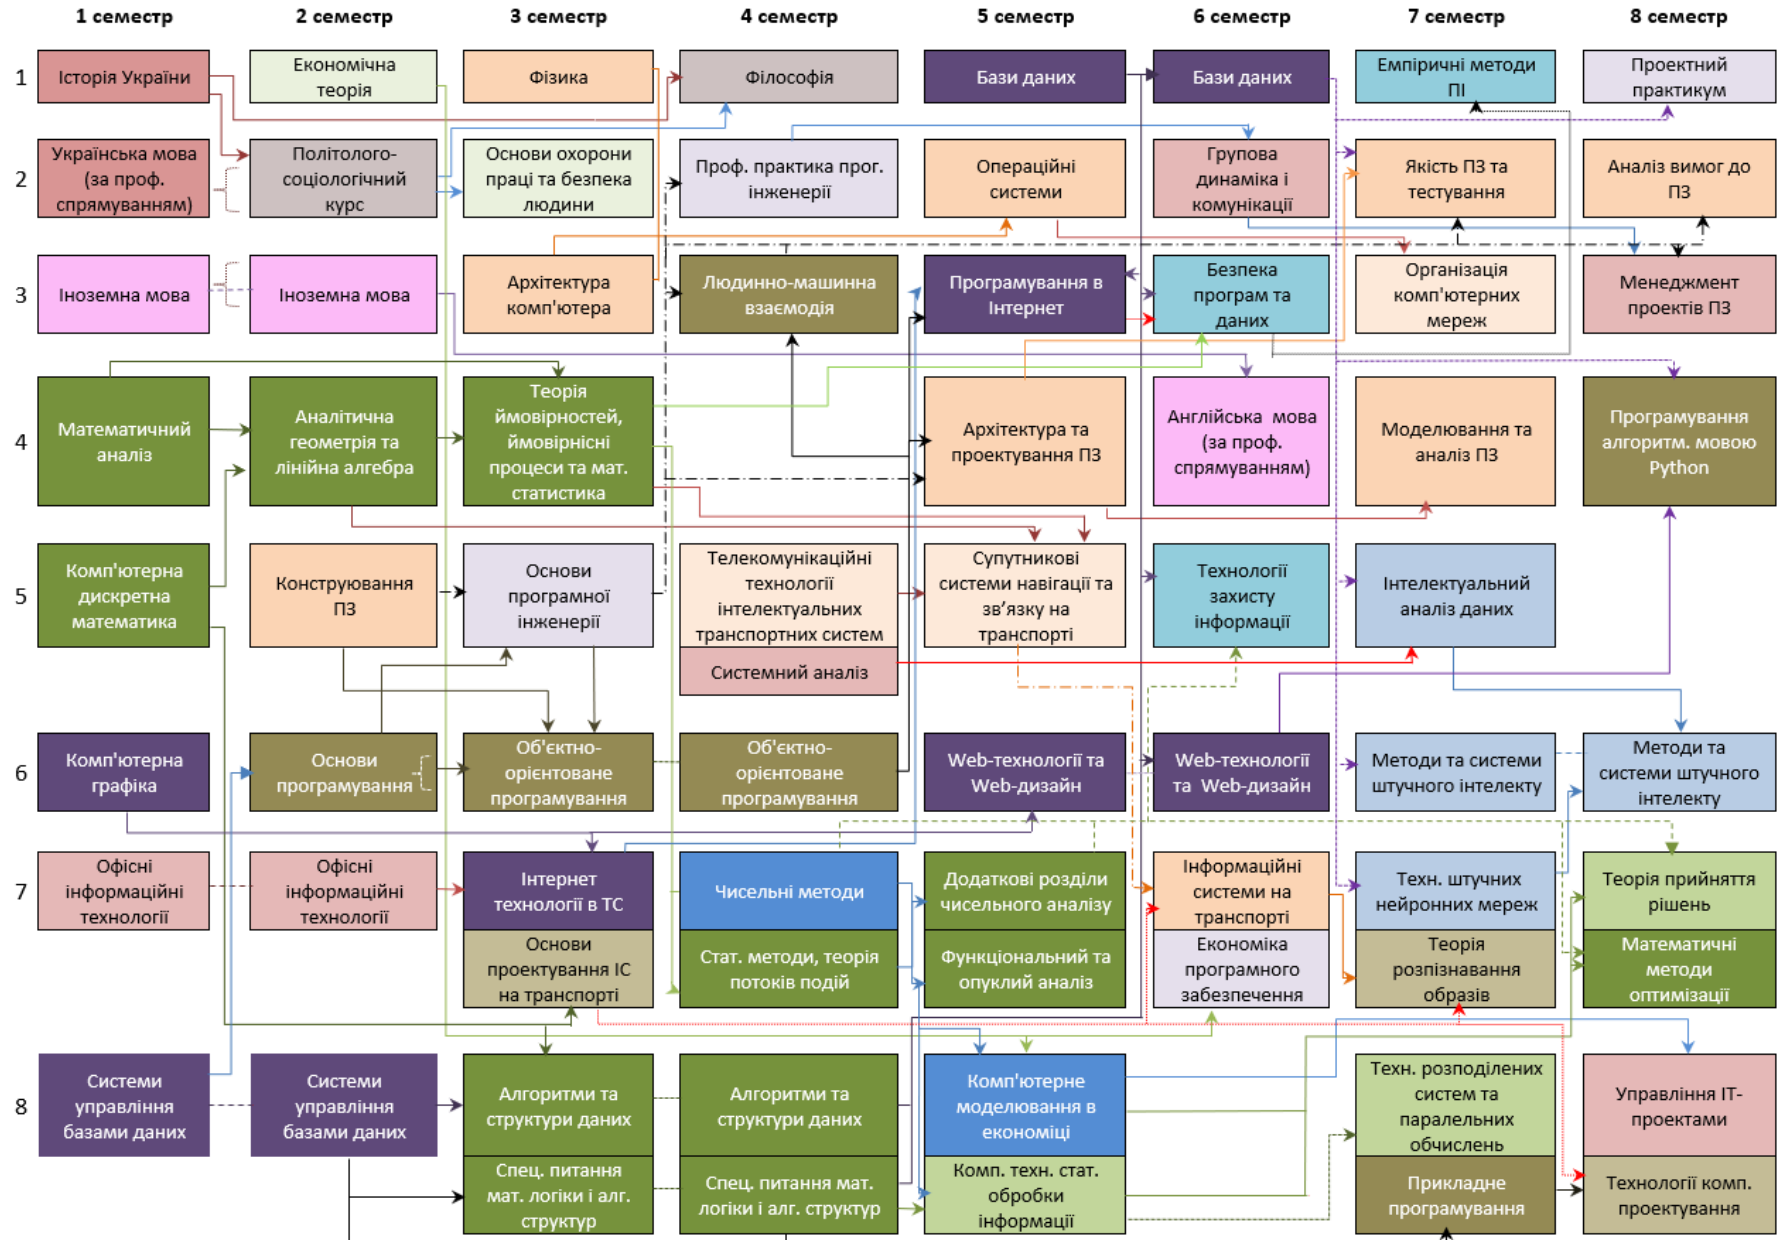 1 семестр
2 семестр
3 семестр
4 семестр
5 семестр
6 семестр
7 семестр
8 семестр
1
Історія України
Економічна
теорія
Фізика
Філософія
Бази даних
Бази даних
Емпіричні методи
ПІ
Проектний
практикум
2
Українська мова
(за проф.
спрямуванням)
Політолого-
соціологічний
курс
Основи охорони
праці та безпека
людини
Проф. практика прог.
інженерії
Операційні
системи
Групова
динаміка і
комунікації
Якість ПЗ та
тестування
Аналіз вимог до
ПЗ
3
Іноземна мова
Іноземна мова
Архітектура
комп'ютера
Людинно-машинна
взаємодія
Програмування в
Інтернет
Безпека
програм та
даних
Організація
комп'ютерних
мереж
Менеджмент
проектів ПЗ
4
Математичний
аналіз
Аналітична
геометрія та
лінійна алгебра
Теорія
ймовірностей,
ймовірнісні
процеси та мат.
статистика
Архітектура та
проектування ПЗ
Англійська мова
(за проф.
спрямуванням)
Моделювання та
аналіз ПЗ
Програмування
алгоритм. мовою
Python
5
Комп'ютерна
дискретна
математика
Конструювання
ПЗ
Основи
програмної
інженерії
Телекомунікаційні
технології
інтелектуальних
транспортних систем
Системний аналіз
Супутникові
системи навігації та
зв’язку на
транспорті
Технології
захисту
інформації
Інтелектуальний
аналіз даних
6
Комп'ютерна
графіка
Основи
програмування
Об'єктно-
орієнтоване
програмування
Об'єктно-
орієнтоване
програмування
Web-технології та
Web-дизайн
Web-технології
та Web-дизайн
Методи та системи
штучного інтелекту
Методи та
системи штучного
інтелекту
7
Офісні
інформаційні
технології
Офісні
інформаційні
технології
Інтернет
технології в ТС
Основи
проектування ІС
на транспорті
Чисельні методи
Стат. методи, теорія
потоків подій
Додаткові розділи
чисельного аналізу
Функціональний та
опуклий аналіз
Інформаційні
системи на
транспорті
Економіка
програмного
забезпечення
Техн. штучних
нейронних мереж
Теорія
розпізнавання
образів
Теорія прийняття
рішень
Математичні
методи
оптимізації
8
Системи
управління
базами даних
Системи
управління
базами даних
Алгоритми та
структури даних
Спец. питання
мат. логіки і алг.
структур
Алгоритми та
структури даних
Спец. питання мат.
логіки і алг. структур
Комп'ютерне
моделювання в
економіці
Комп. техн. стат.
обробки
інформації
Техн. розподілених
систем та
паралельних
обчислень
Прикладне
програмування
Управління ІТ-
проектами
Технології комп.
проектування